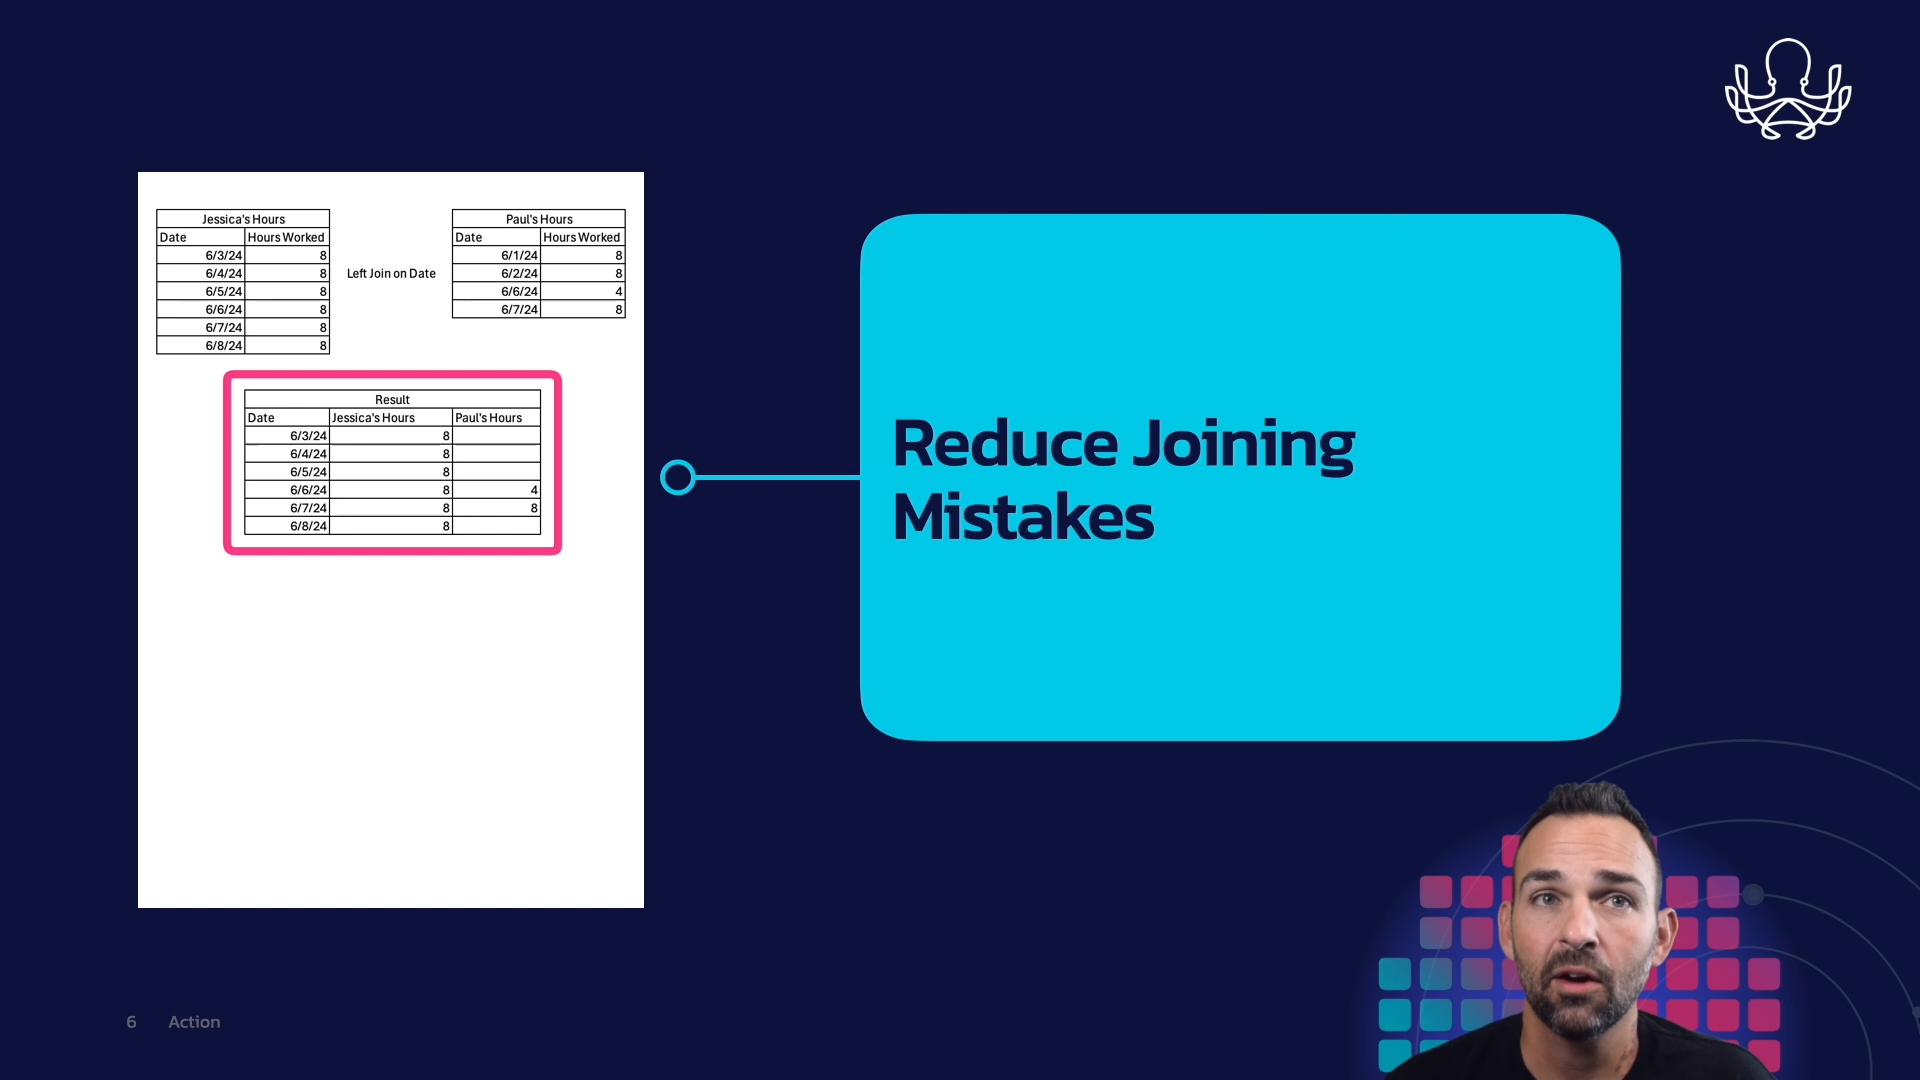 Jessica's Hours
Date Hours Worked
6/3/24 8
6/4/24 8
6/5/24 8
6/6/24 8
6/7/24 8
6/8/24 8
Left Join on Date
Paul's Hours
Date Hours Worked
6/1/24 8
6/2/24 8
6/6/24 4
6/7/24 8
Result
Date Jessica's Hours Paul's Hours
6/3/24 8
6/4/24 8
6/5/24 8
6/6/24 8 4
6/7/24 8 8
6/8/24 8
Reduce Joining
Mistakes
6 Action